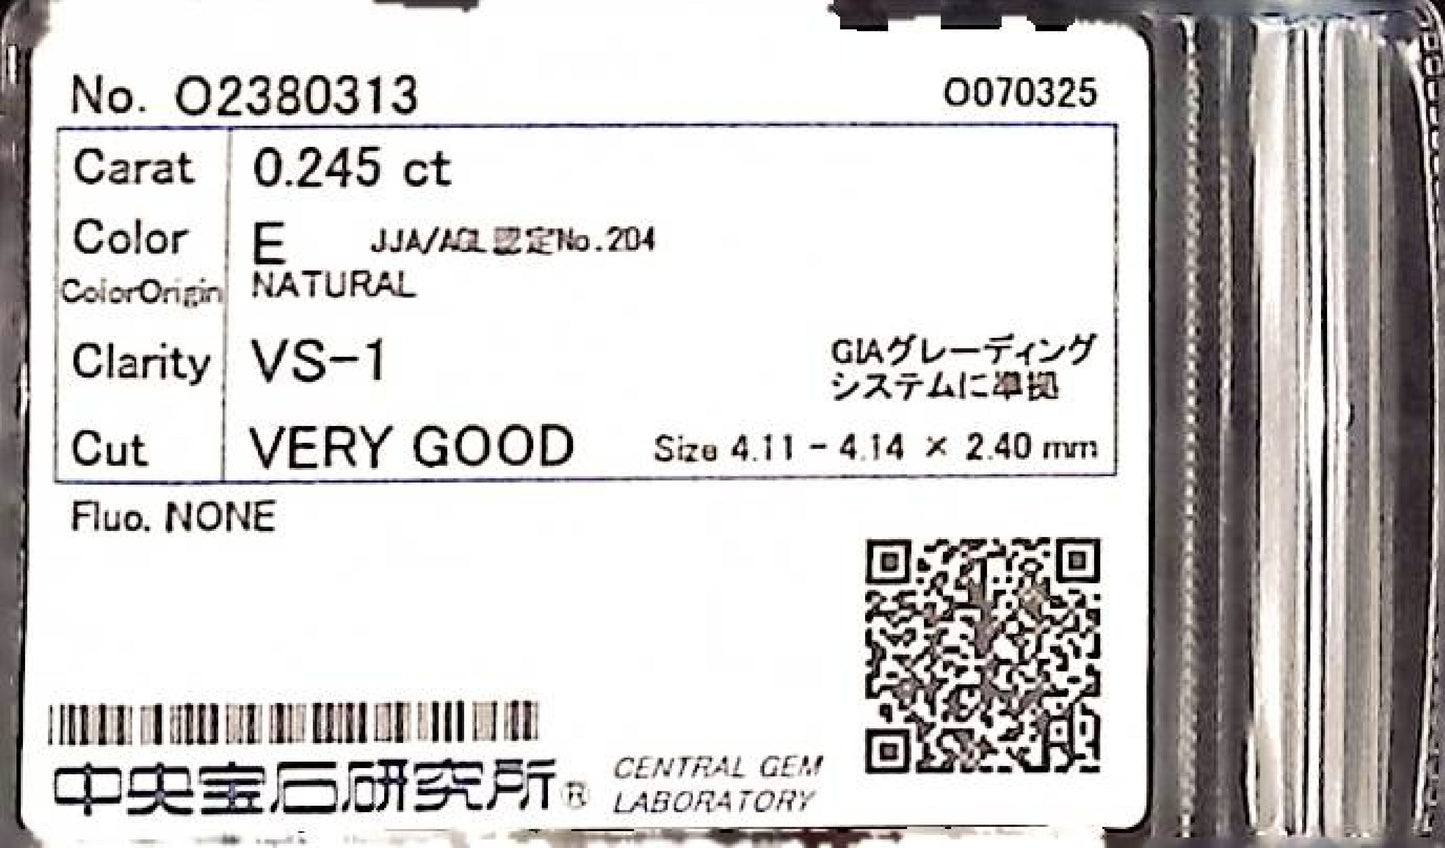 No. O2380313
O070325
Carat 0.245 ct
Color E JJA/AGL認定No.204
ColorOrigin NATURAL
Clarity VS-1
GIAグレーディング
システムに準拠
Cut VERY GOOD Size 4.11 - 4.14 × 2.40 mm
Fluo. NONE
中央宝石研究所® CENTRAL GEM
LABORATORY